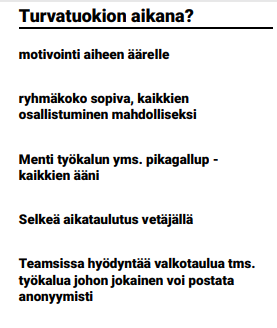 Turvatuokion aikana?
motivointi aiheen äärelle
ryhmäkoko sopiva, kaikkien
osallistuminen mahdolliseksi
Menti työkalun yms. pikagallup -
kaikkien ääni
Selkeä aikataulutus vetäjällä
Teamsissa hyödyntää valkotaulua tms.
työkalua johon jokainen voi postata
anonyymisti